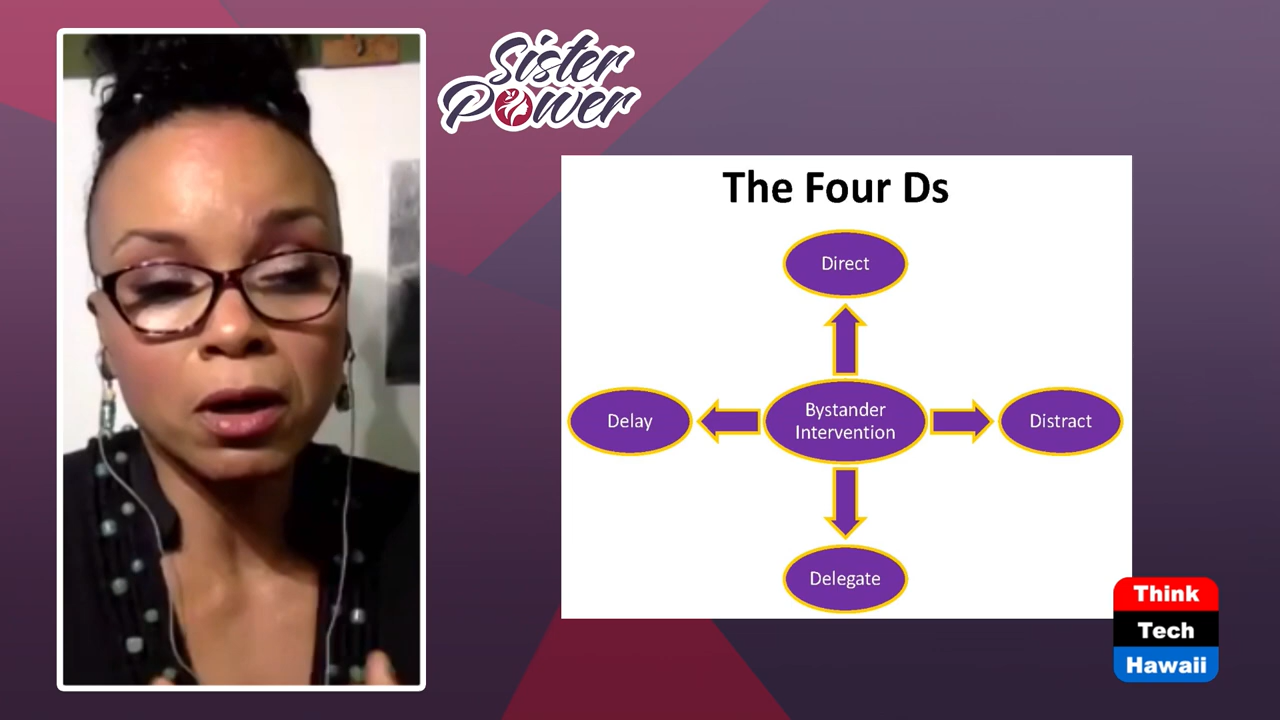 Sister
Power
The Four Ds
Direct
Delay
Bystander
Intervention
Distract
Delegate
Think
Tech
Hawaii